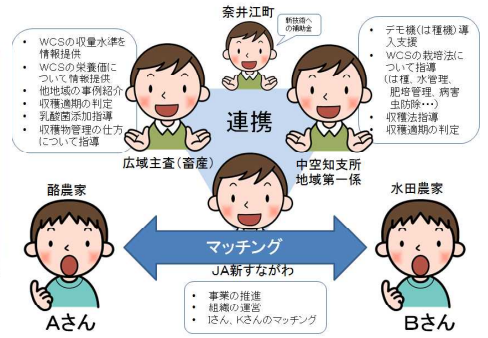 奈井江町
新技術へ
の補助金
• WCSの収量水準を
情報提供
• WCSの栄養価に
ついて情報提供
• 他地域の事例紹介
• 収穫適期の判定
• 乳酸菌添加指導
• 収穫物管理の仕方
について指導
• デモ機(は種機)導
入支援
• WCSの栽培法に
ついて指導
(は種、水管理、
肥培管理、病害
虫防除・・・)
• 収穫法指導
• 収穫適期の判定
連携
広域主査(畜産)
中空知支所
地域第一係
酪農家
水田農家
マッチング
JA新すながわ
• 事業の推進
• 組織の運営
• Iさん、Kさんのマッチング
Aさん
Bさん